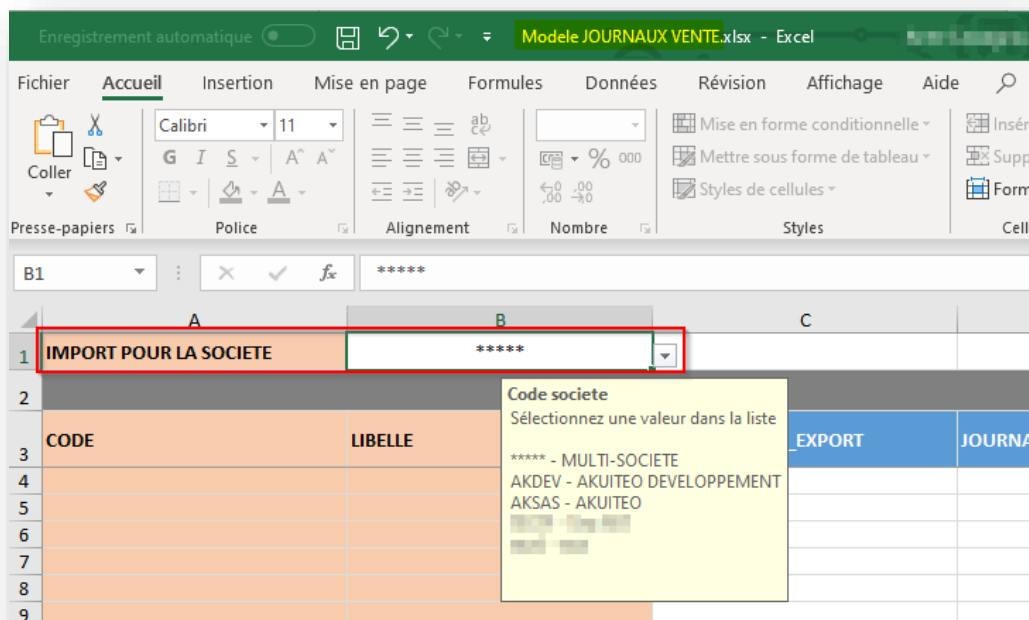 Enregistrement automatique Modele JOURNAUX VENTE.xlsx - Excel
Fichier Accueil Insertion Mise en page Formules Données Révision Affichage Aide
Coller Calibri 11 ab Mise en forme conditionnelle
G I S A A % 000 Mettre sous forme de tableau
A Styles de cellules
Presse-papiers Police Alignement Nombre Styles
B1 fx *****
A B C
1 IMPORT POUR LA SOCIETE *****
2 Code societe
Sélectionnez une valeur dans la liste
3 CODE LIBELLE _EXPORT
***** - MULTI-SOCIETE
4 AKDEV - AKUITEO DEVELOPPEMENT
5 AKSAS - AKUITEO
6
7
8
9